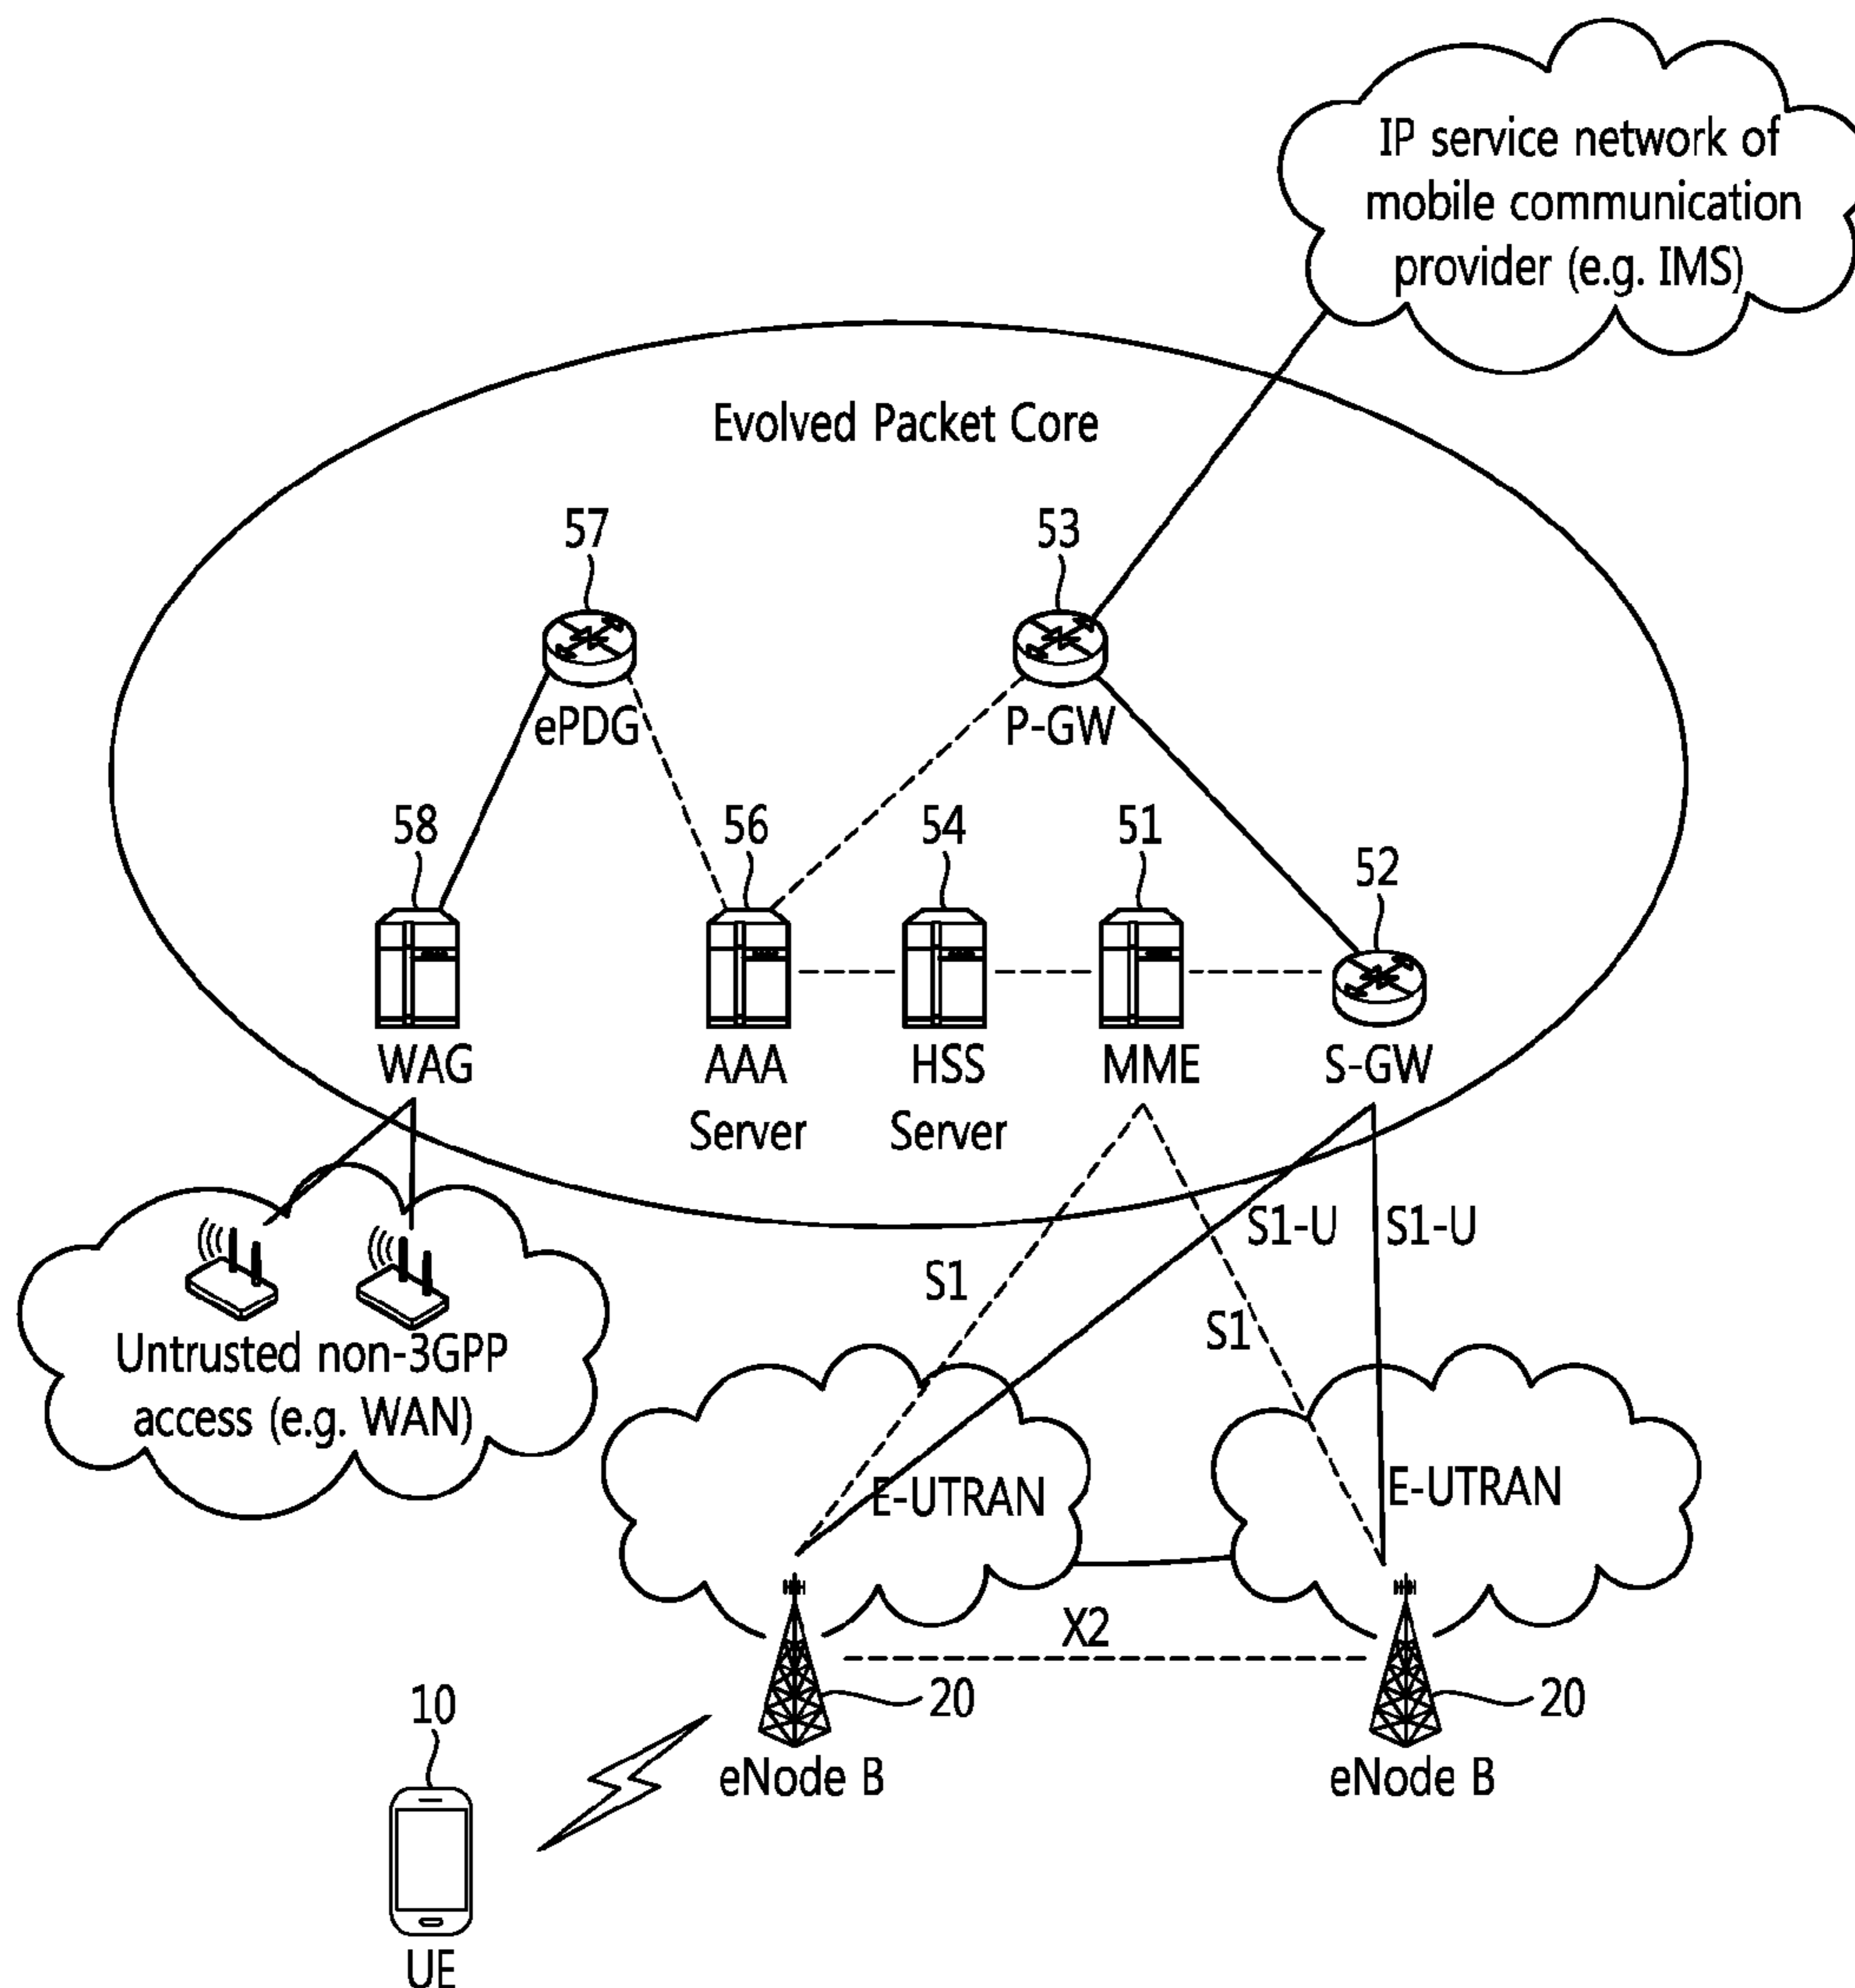 IP service network of
mobile communication
provider (e.g. IMS)
Evolved Packet Core
57
53
ePDG
P-GW
58
56
54
51
52
WAG
AAA
Server
HSS
Server
MME
S-GW
S1
S1-U
S1-U
S1
Untrusted non-3GPP
access (e.g. WAN)
E-UTRAN
E-UTRAN
X2
10
20
20
eNode B
eNode B
UE